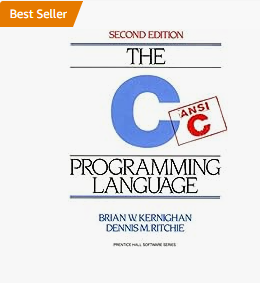 Best Seller
SECOND EDITION
THE
C
ANSI
C
PROGRAMMING
LANGUAGE
BRIAN W. KERNIGHAN
DENNIS M. RITCHIE
PRENTICE HALL SOFTWARE SERIES